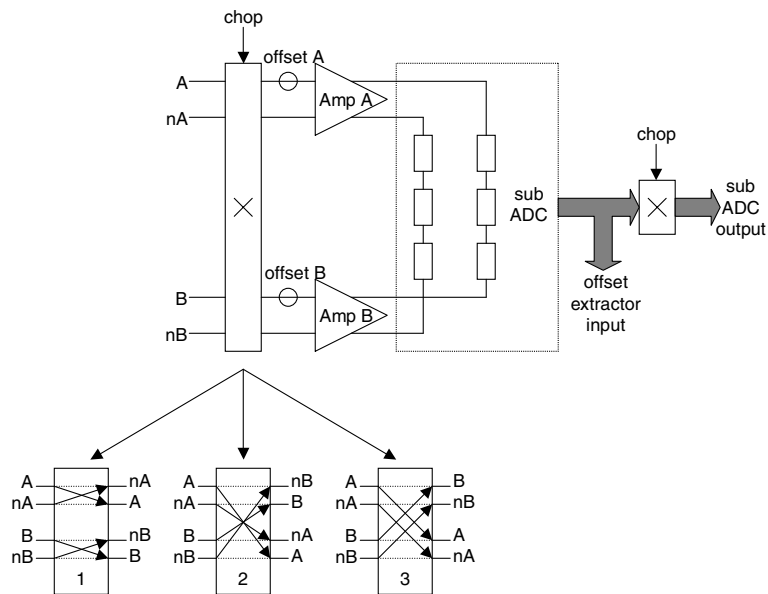 chop
offset A
A
Amp A
nA
chop
sub
ADC
sub
ADC
output
offset
extractor
input
offset B
B
Amp B
nB
A
nA
nA
A
B
nB
nB
B
1
A
nB
nA
B
B
nA
nB
A
2
A
B
nA
nB
B
A
nB
nA
3